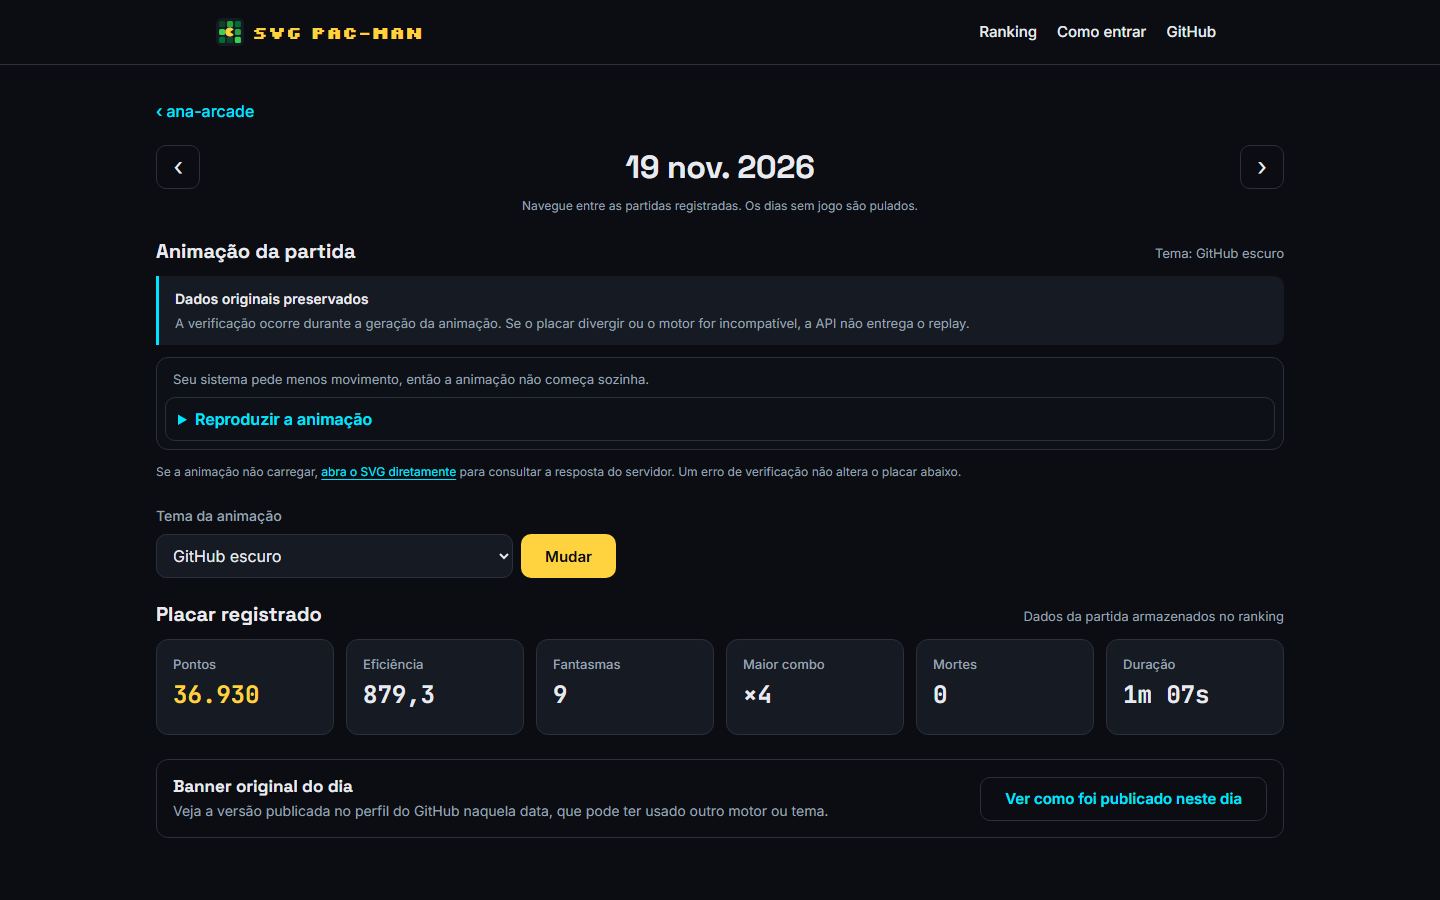 SVG PAC-MAN
Ranking
Como entrar
GitHub
‹ ana-arcade
‹
19 nov. 2026
›
Navegue entre as partidas registradas. Os dias sem jogo são pulados.
Animação da partida
Tema: GitHub escuro
Dados originais preservados
A verificação ocorre durante a geração da animação. Se o placar divergir ou o motor for incompatível, a API não entrega o replay.
Seu sistema pede menos movimento, então a animação não começa sozinha.
▶ Reproduzir a animação
Se a animação não carregar, abra o SVG diretamente para consultar a resposta do servidor. Um erro de verificação não altera o placar abaixo.
Tema da animação
GitHub escuro
Mudar
Placar registrado
Dados da partida armazenados no ranking
Pontos
36.930
Eficiência
879,3
Fantasmas
9
Maior combo
×4
Mortes
0
Duração
1m 07s
Banner original do dia
Veja a versão publicada no perfil do GitHub naquela data, que pode ter usado outro motor ou tema.
Ver como foi publicado neste dia